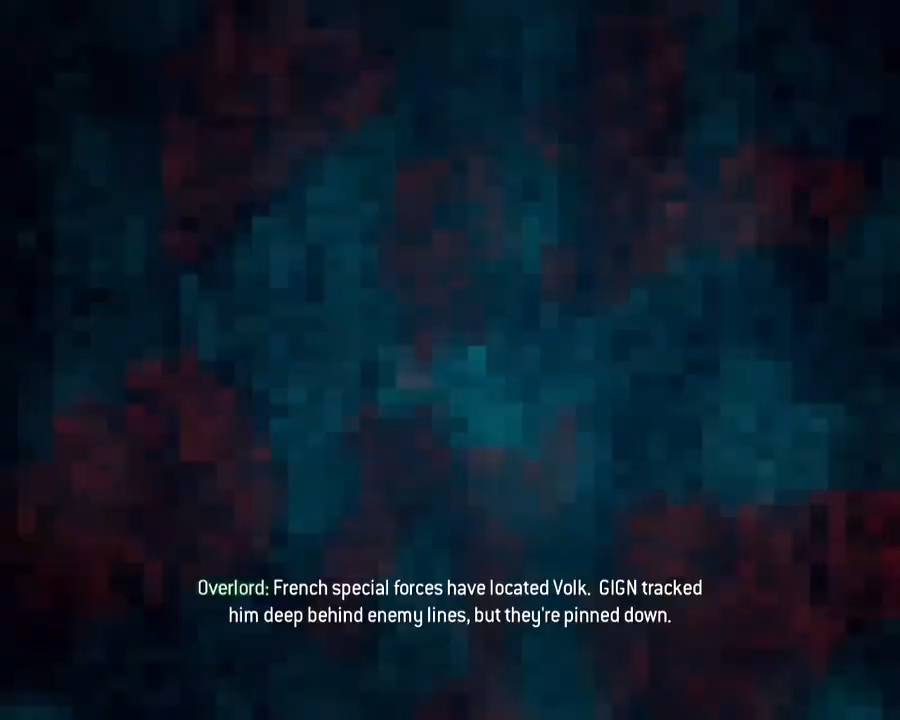 Overlord: French special forces have located Volk.  GIGN tracked
him deep behind enemy lines, but they're pinned down.